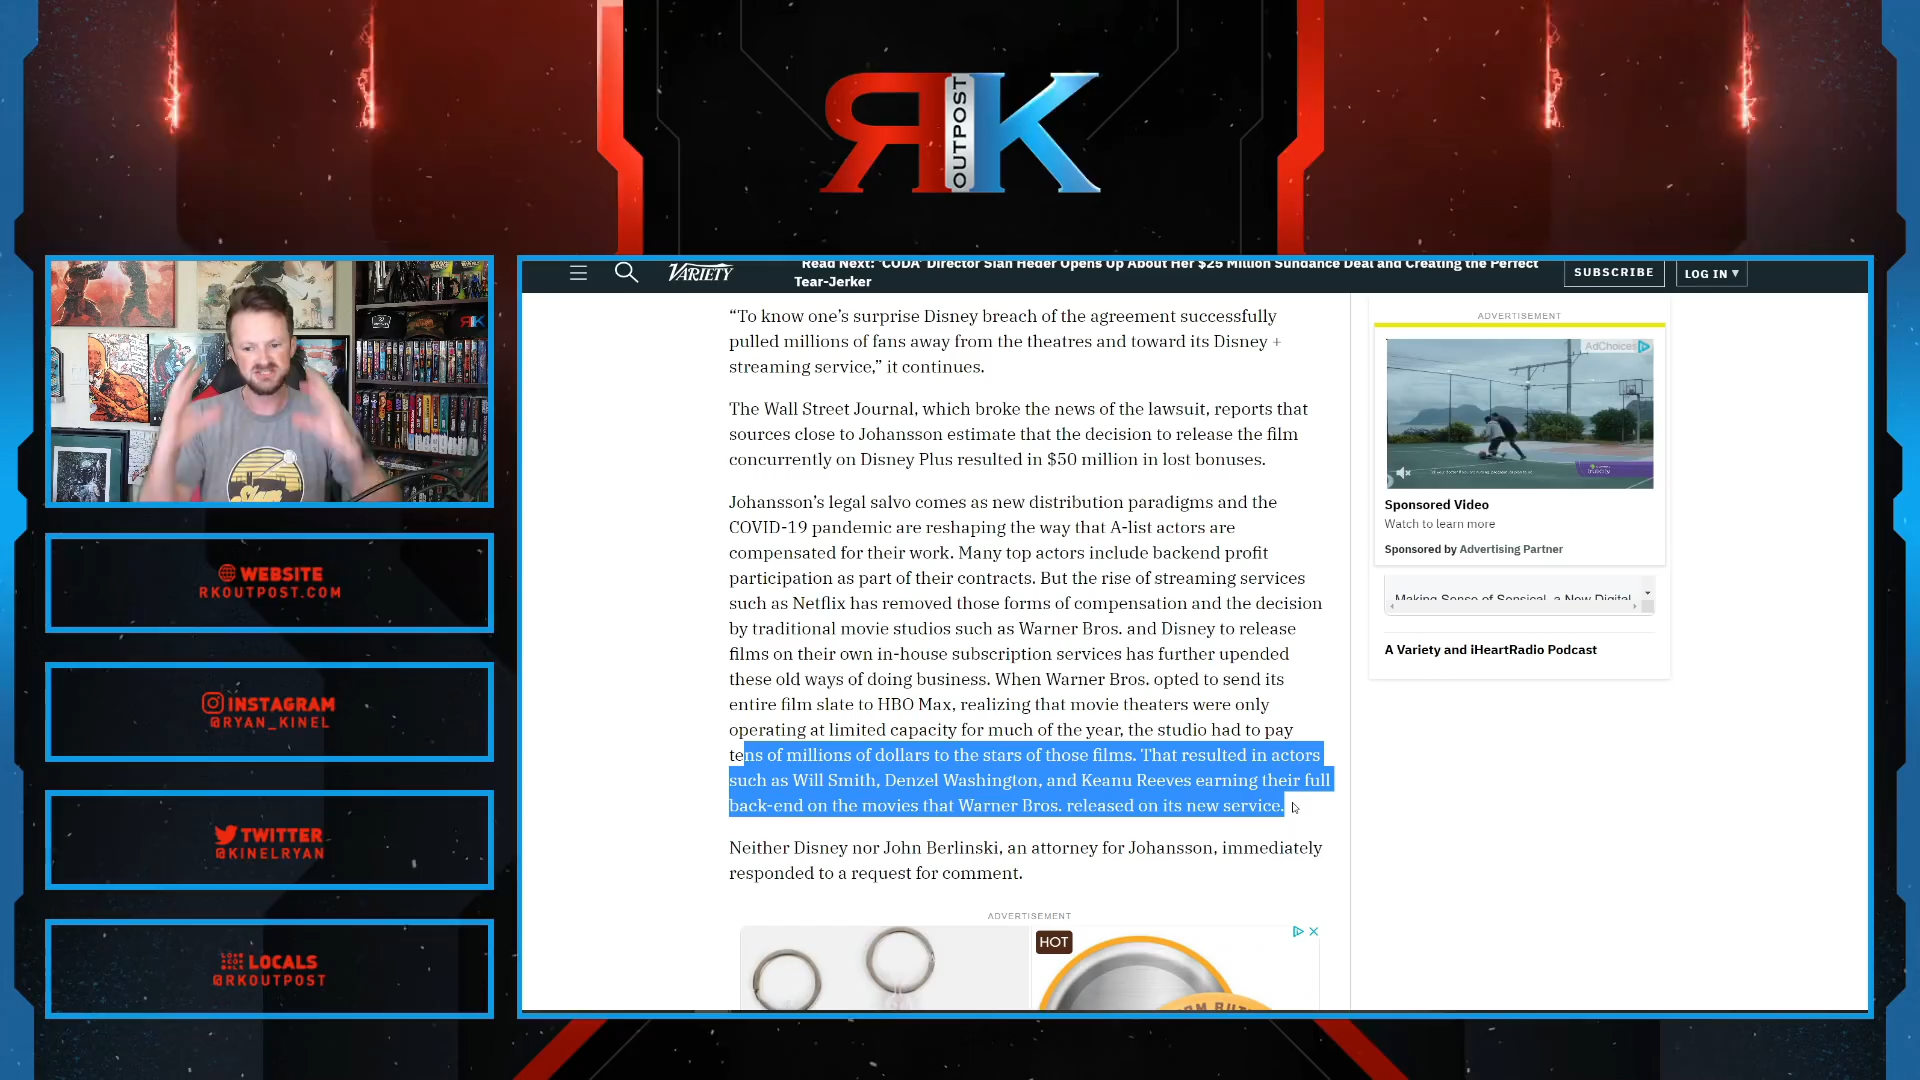 RK
OUTPOST
VARIETY
Read Next: 'CODA' Director Sian Heder Opens Up About Her $25 Million Sundance Deal and Creating the Perfect
Tear-Jerker
SUBSCRIBE
LOG IN ▾
“To know one’s surprise Disney breach of the agreement successfully
pulled millions of fans away from the theatres and toward its Disney +
streaming service,” it continues.
The Wall Street Journal, which broke the news of the lawsuit, reports that
sources close to Johansson estimate that the decision to release the film
concurrently on Disney Plus resulted in $50 million in lost bonuses.
Johansson’s legal salvo comes as new distribution paradigms and the
COVID-19 pandemic are reshaping the way that A-list actors are
compensated for their work. Many top actors include backend profit
participation as part of their contracts. But the rise of streaming services
such as Netflix has removed those forms of compensation and the decision
by traditional movie studios such as Warner Bros. and Disney to release
films on their own in-house subscription services has further upended
these old ways of doing business. When Warner Bros. opted to send its
entire film slate to HBO Max, realizing that movie theaters were only
operating at limited capacity for much of the year, the studio had to pay
tens of millions of dollars to the stars of those films. That resulted in actors
such as Will Smith, Denzel Washington, and Keanu Reeves earning their full
back-end on the movies that Warner Bros. released on its new service.
Neither Disney nor John Berlinski, an attorney for Johansson, immediately
responded to a request for comment.
ADVERTISEMENT
HOT
ADVERTISEMENT
AdChoices
Sponsored Video
Watch to learn more
Sponsored by Advertising Partner
Making Sense of Sensical, a New Digital
A Variety and iHeartRadio Podcast
WEBSITE
RKOUTPOST.COM
INSTAGRAM
@RYAN_KINEL
TWITTER
@KINELRYAN
LOCALS
@RKOUTPOST